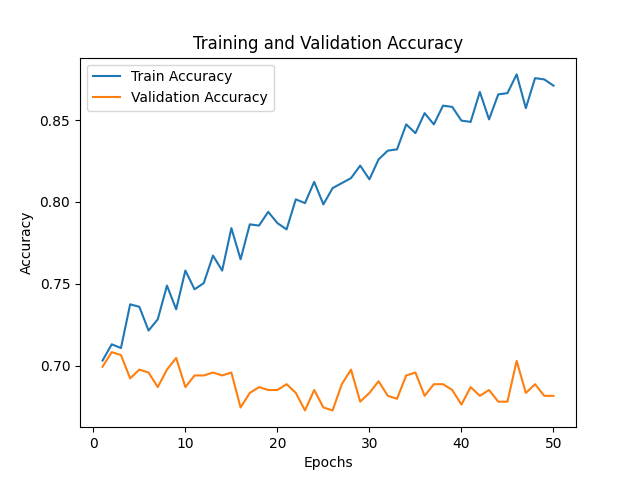 Training and Validation Accuracy
Train Accuracy
Validation Accuracy
0.85
0.80
0.75
0.70
Accuracy
0
10
20
30
40
50
Epochs